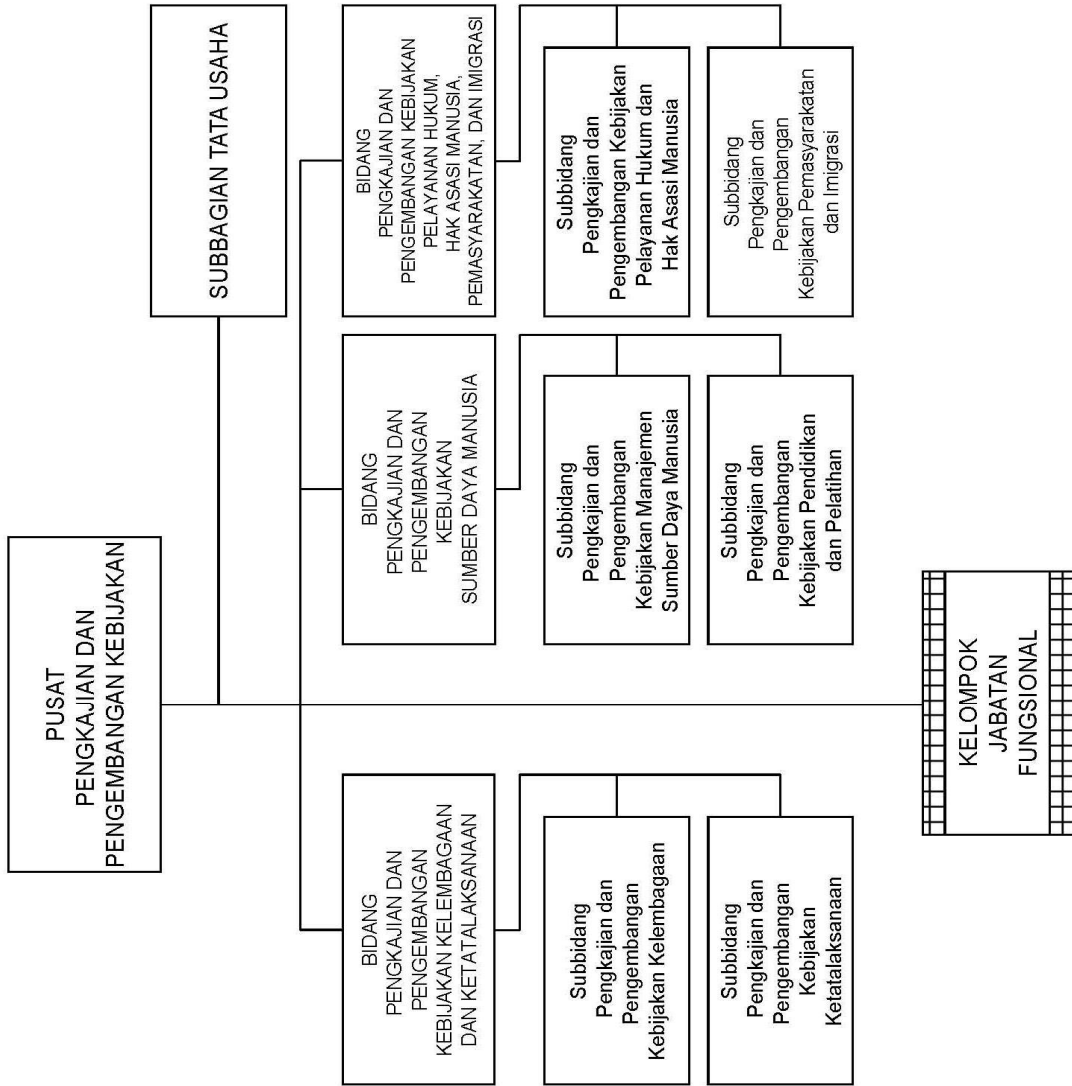 PUSAT
PENGKAJIAN DAN
PENGEMBANGAN KEBIJAKAN
SUBBAGIAN TATA USAHA
BIDANG
PENGKAJIAN DAN
PENGEMBANGAN
KEBIJAKAN KELEMBAGAAN
DAN KETATALAKSANAAN
BIDANG
PENGKAJIAN DAN
PENGEMBANGAN
KEBIJAKAN
SUMBER DAYA MANUSIA
BIDANG
PENGKAJIAN DAN
PENGEMBANGAN KEBIJAKAN
PELAYANAN HUKUM,
HAK ASASI MANUSIA,
PEMASYARAKATAN, DAN IMIGRASI
Subbidang
Pengkajian dan
Pengembangan
Kebijakan Kelembagaan
Subbidang
Pengkajian dan
Pengembangan
Kebijakan Manajemen
Sumber Daya Manusia
Subbidang
Pengkajian dan
Pengembangan Kebijakan
Pelayanan Hukum dan
Hak Asasi Manusia
Subbidang
Pengkajian dan
Pengembangan
Kebijakan
Ketatalaksanaan
Subbidang
Pengkajian dan
Pengembangan
Kebijakan Pendidikan
dan Pelatihan
Subbidang
Pengkajian dan
Pengembangan
Kebijakan Pemasyarakatan
dan Imigrasi
KELOMPOK
JABATAN
FUNGSIONAL